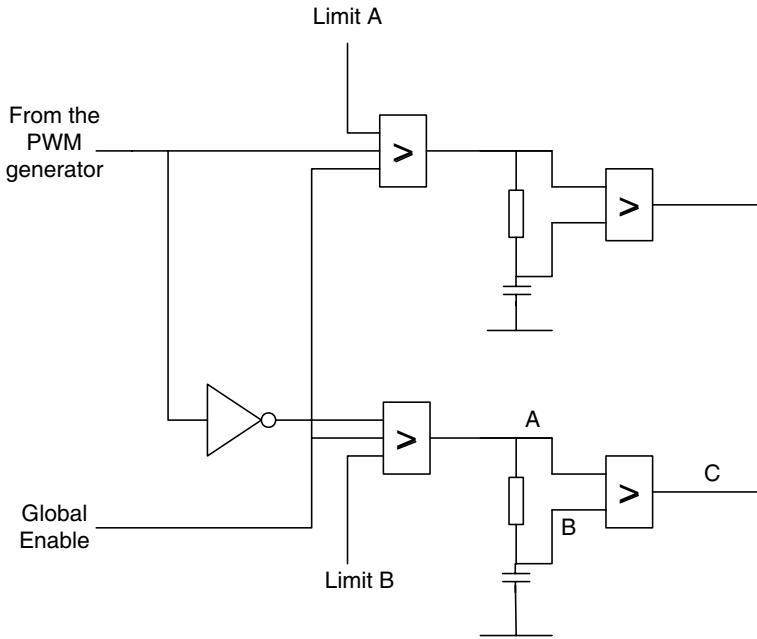 Limit A
From the
PWM
generator
>
>
A
C
>
>
B
Global
Enable
Limit B